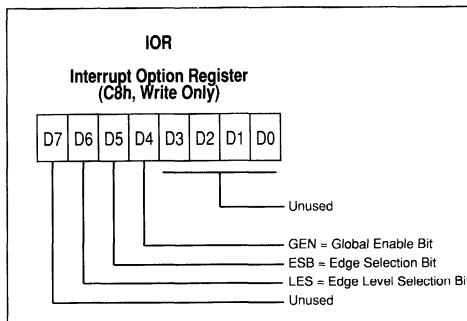 IOR
Interrupt Option Register
(C8h, Write Only)
D7 D6 D5 D4 D3 D2 D1 D0
Unused
GEN = Global Enable Bit
ESB = Edge Selection Bit
LES = Edge Level Selection Bit
Unused